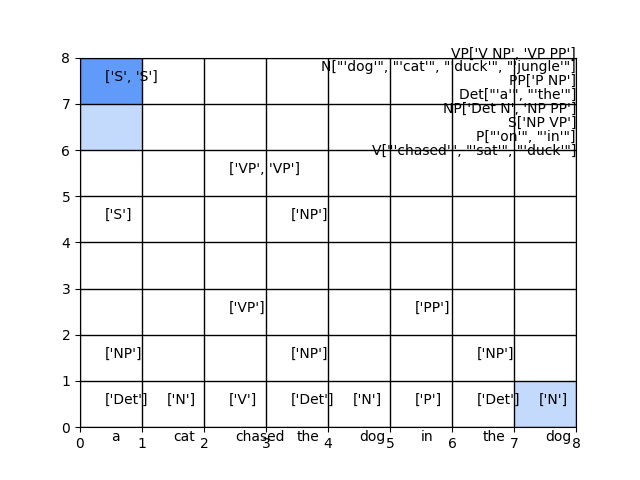 VP['V NP', 'VP PP']
8
N["'dog'", "'cat'", "'duck'", "'jungle'"]
['S', 'S']
PP['P NP']
Det["'a'", "'the'"]
7
NP['Det N', 'NP PP']
S['NP VP']
P["'on'", "'in'"]
6
V["'chased'", "'sat'", "'duck'"]
['VP', 'VP']
5
['S'] ['NP']
4
3
['VP'] ['PP']
2
['NP'] ['NP'] ['NP']
1
['Det'] ['N'] ['V'] ['Det'] ['N'] ['P'] ['Det'] ['N']
0
a cat chased the dog in the dog
0 1 2 3 4 5 6 7 8